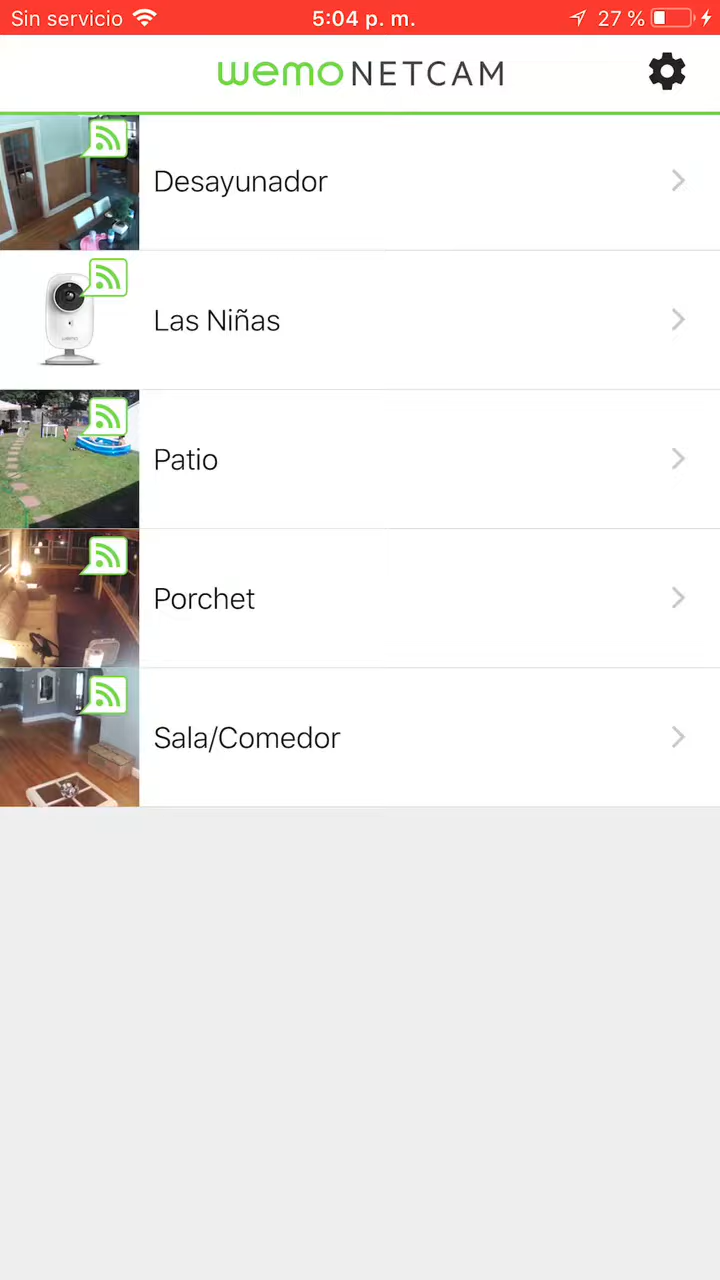 Sin servicio 5:04 p. m. 27 %
wemo NETCAM
Desayunador
Las Niñas
Patio
Porchet
Sala/Comedor